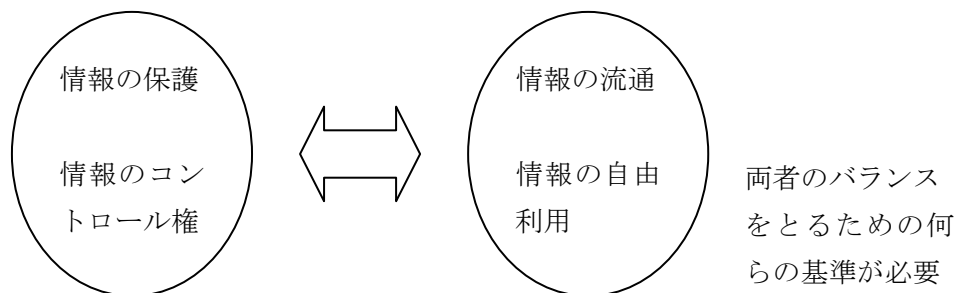 情報の保護
情報のコン
トロール権
情報の流通
情報の自由
利用
両者のバランス
をとるための何
らの基準が必要